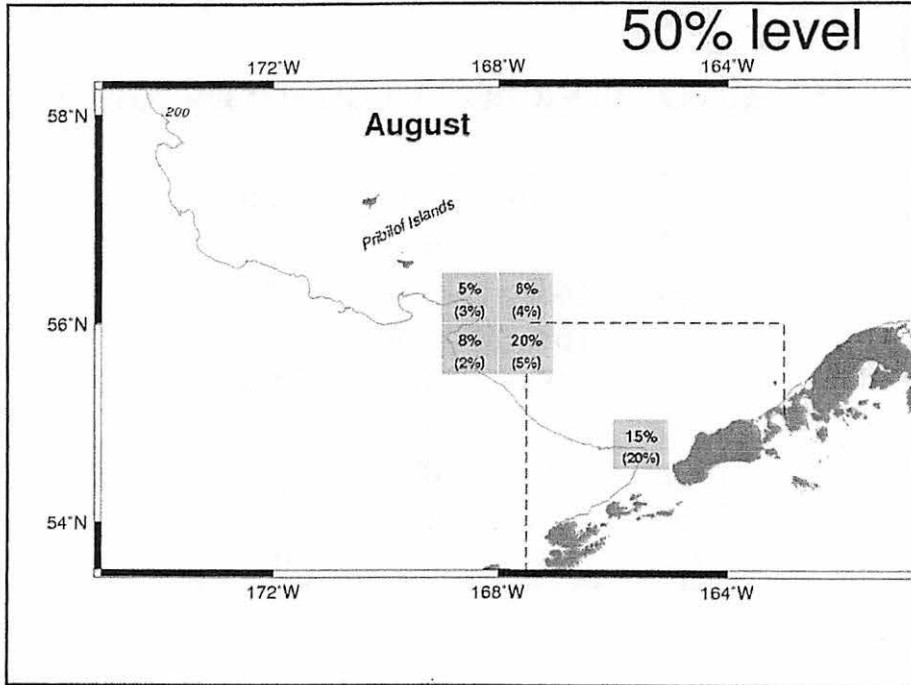 50% level
172°W 168°W 164°W
58°N
200
August
Pribilof Islands
5% 6%
(3%) (4%)
56°N
8% 20%
(2%) (5%)
15%
(20%)
54°N
172°W 168°W 164°W